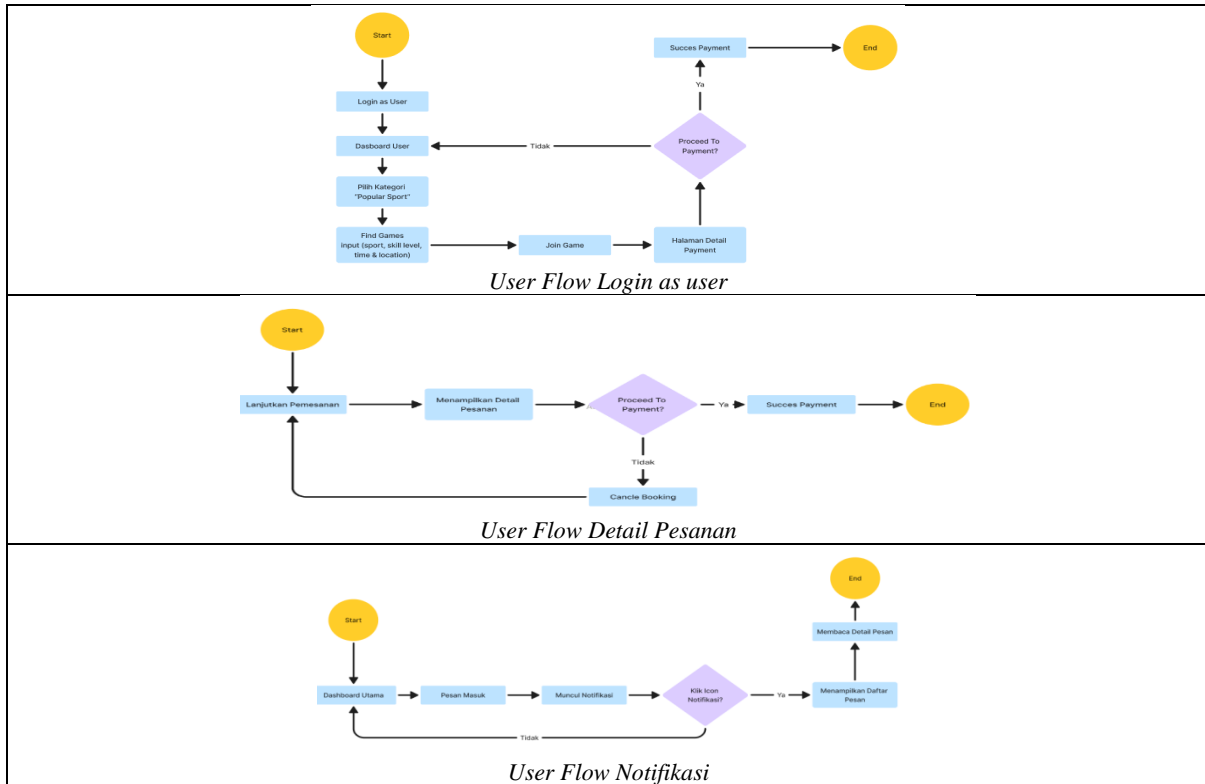 Start
Login as User
Dasboard User
Pilih Kategori
"Popular Sport"
Find Games
input (sport, skill level,
time & location)
Join Game
Halaman Detail
Payment
Proceed To
Payment?
Tidak
Ya
Succes Payment
End
User Flow Login as user
Start
Lanjutkan Pemesanan
Menampilkan Detail
Pesanan
Proceed To
Payment?
Ya
Succes Payment
End
Tidak
Cancle Booking
User Flow Detail Pesanan
Start
Dashboard Utama
Pesan Masuk
Muncul Notifikasi
Klik Icon
Notifikasi?
Ya
Menampilkan Daftar
Pesan
Membaca Detail Pesan
End
Tidak
User Flow Notifikasi